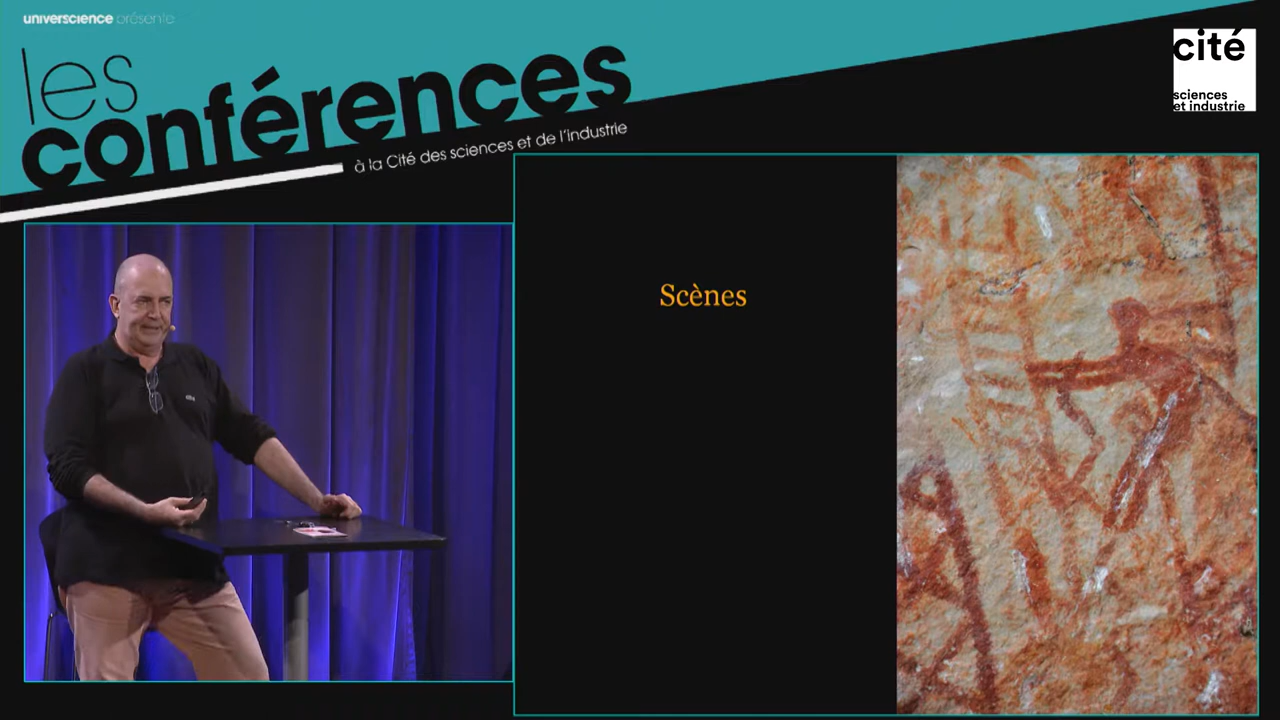 universcience présente
les
conférences
à la Cité des sciences et de l'industrie
cité
sciences
et industrie
Scènes